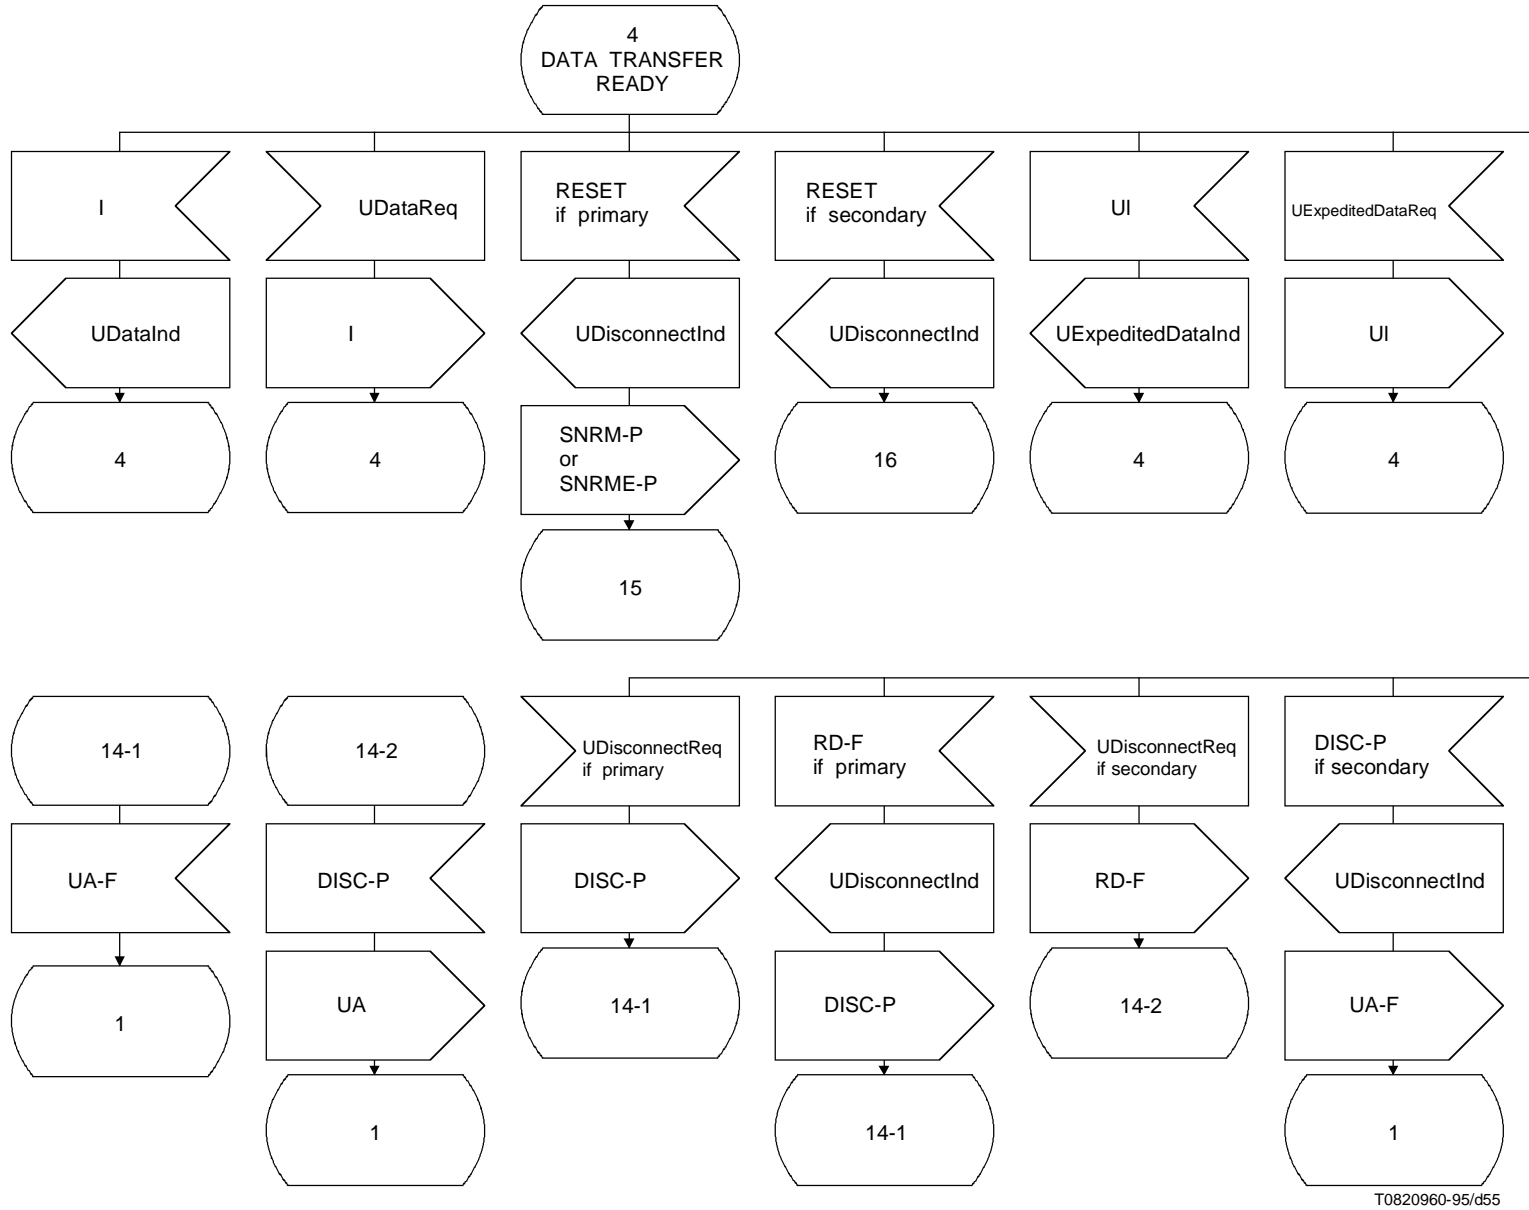 4
DATA TRANSFER
READY
I
UDataReq
RESET
if primary
RESET
if secondary
UI
UExpeditedDataReq
UDataInd
I
UDisconnectInd
UDisconnectInd
UExpeditedDataInd
UI
4
4
SNRM-P
or
SNRME-P
16
4
4
15
14-1
14-2
UDisconnectReq
if primary
RD-F
if primary
UDisconnectReq
if secondary
DISC-P
if secondary
UA-F
DISC-P
DISC-P
UDisconnectInd
RD-F
UDisconnectInd
1
UA
14-1
DISC-P
14-2
UA-F
1
14-1
1
T0820960-95/d55